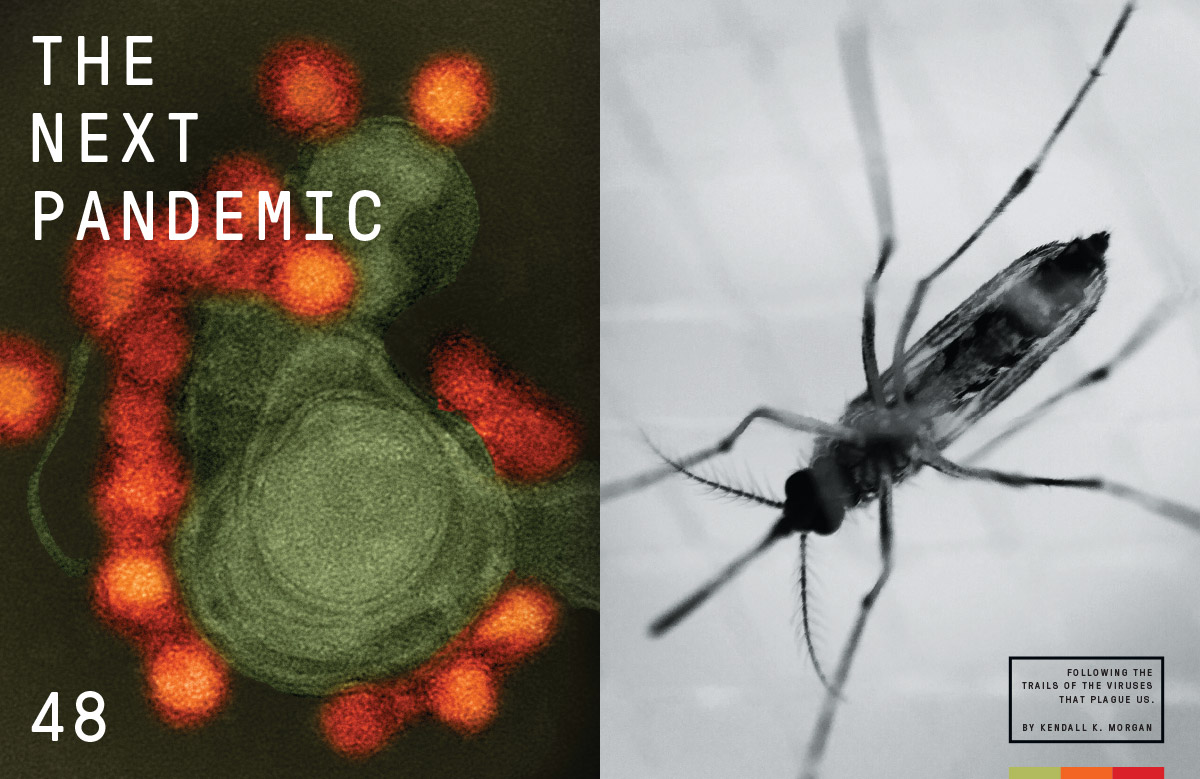 THE
NEXT
PANDEMIC
48
FOLLOWING THE
TRAILS OF THE VIRUSES
THAT PLAGUE US.
BY KENDALL K. MORGAN